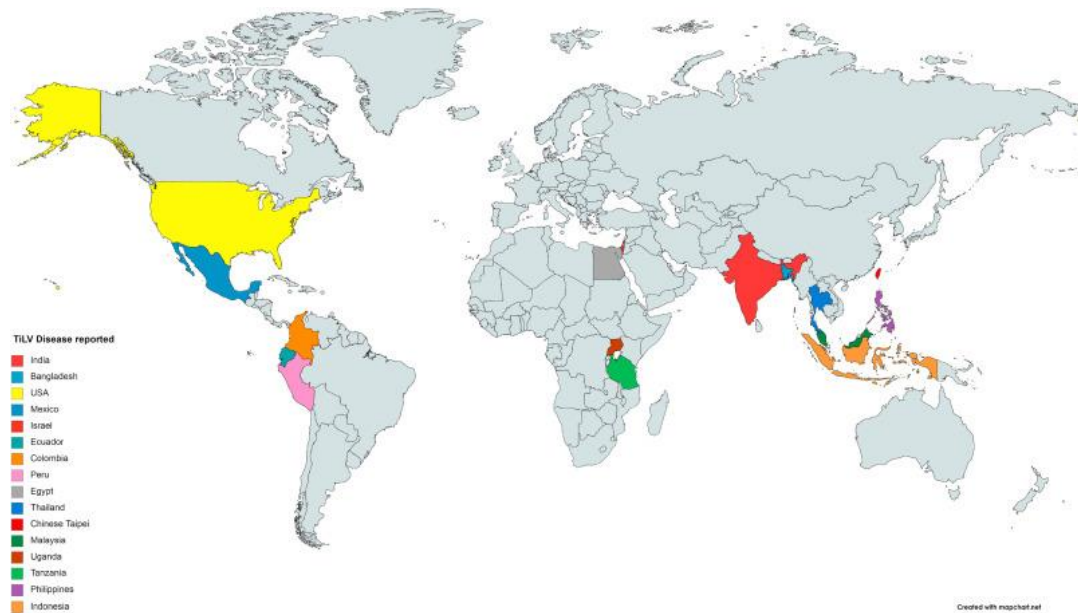 TiLV Disease reported
India
Bangladesh
USA
Mexico
Israel
Ecuador
Colombia
Peru
Egypt
Thailand
Chinese Taipei
Malaysia
Uganda
Tanzania
Philippines
Indonesia
Created with mapchart.net